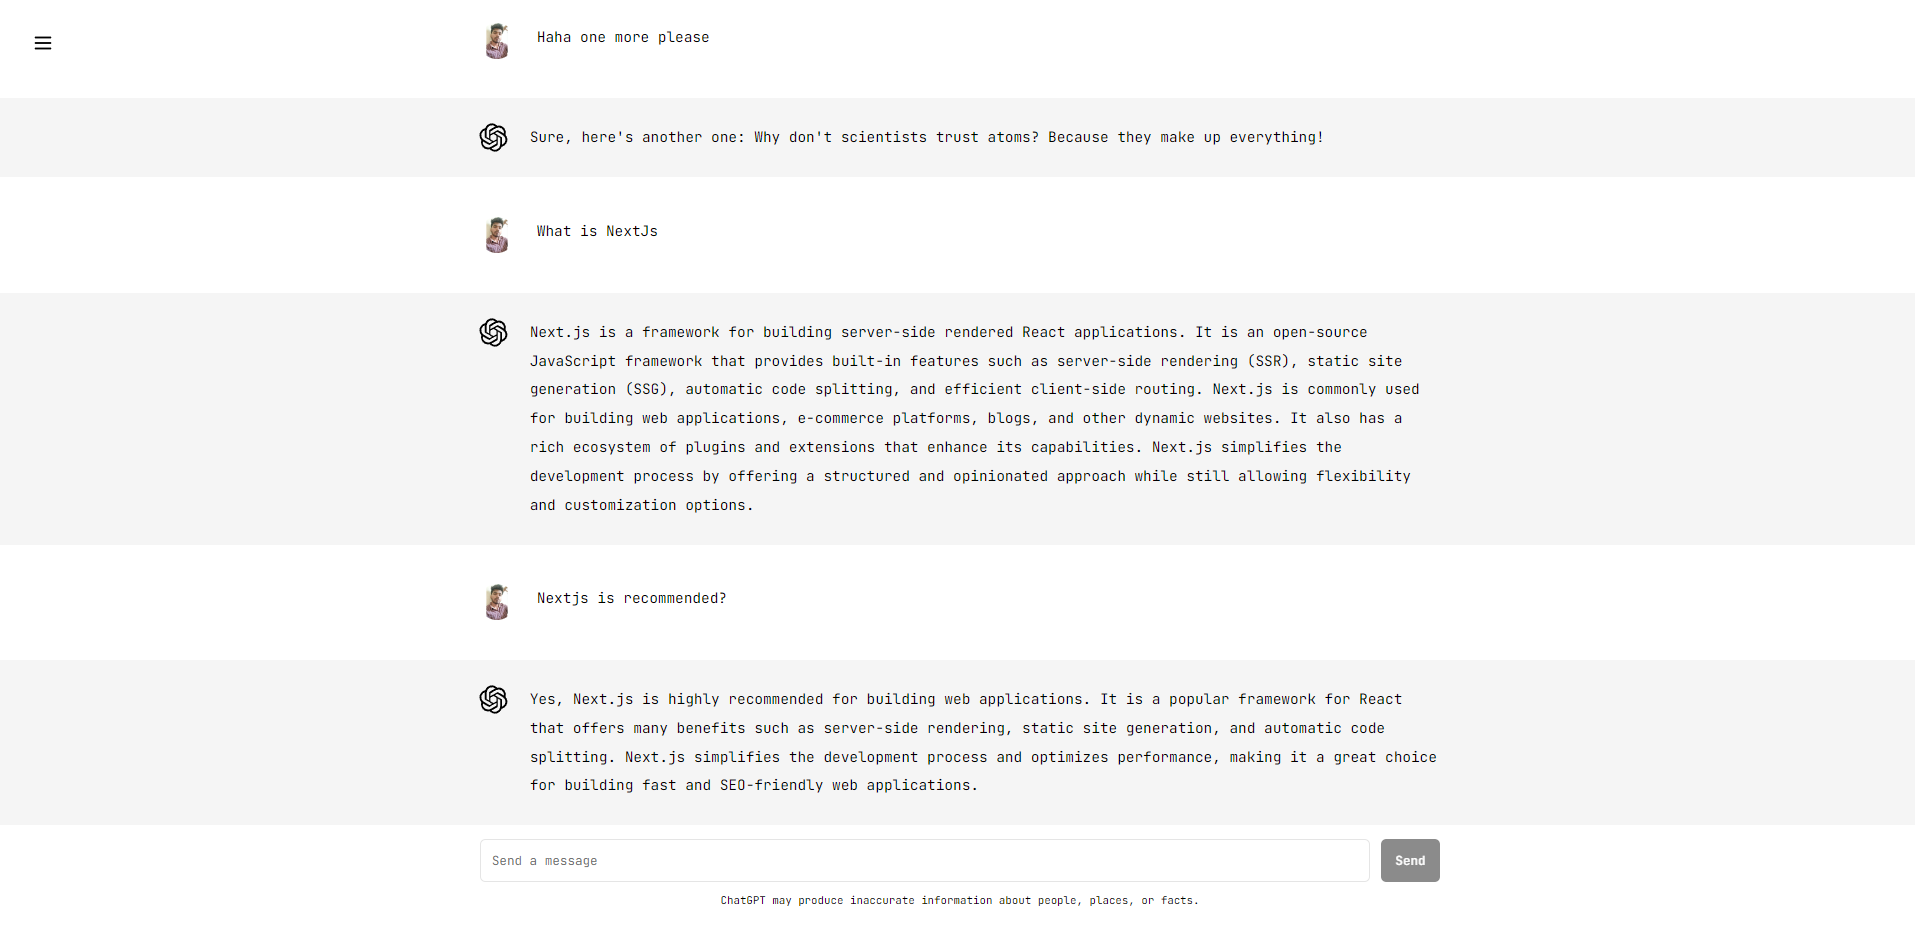 Haha one more please
Sure, here's another one: Why don't scientists trust atoms? Because they make up everything!
What is NextJs
Next.js is a framework for building server-side rendered React applications. It is an open-source
JavaScript framework that provides built-in features such as server-side rendering (SSR), static site
generation (SSG), automatic code splitting, and efficient client-side routing. Next.js is commonly used
for building web applications, e-commerce platforms, blogs, and other dynamic websites. It also has a
rich ecosystem of plugins and extensions that enhance its capabilities. Next.js simplifies the
development process by offering a structured and opinionated approach while still allowing flexibility
and customization options.
Nextjs is recommended?
Yes, Next.js is highly recommended for building web applications. It is a popular framework for React
that offers many benefits such as server-side rendering, static site generation, and automatic code
splitting. Next.js simplifies the development process and optimizes performance, making it a great choice
for building fast and SEO-friendly web applications.
Send a message
Send
ChatGPT may produce inaccurate information about people, places, or facts.